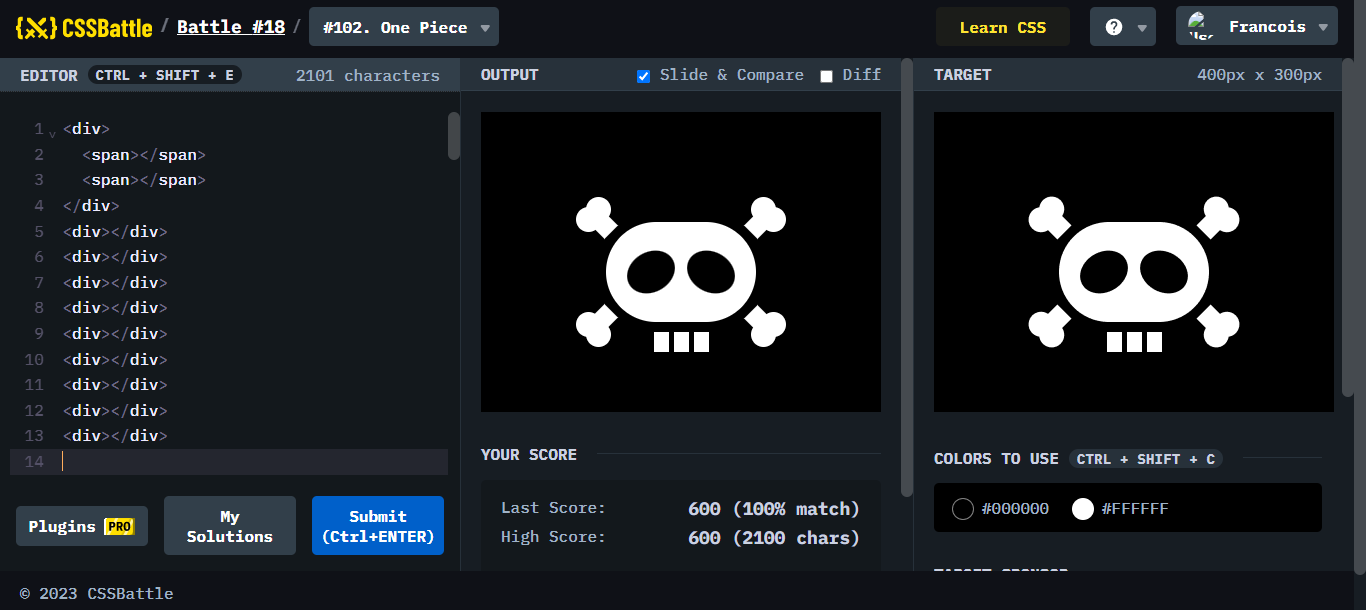 CSSBattle / Battle #18 / #102. One Piece Learn CSS ? Francois
EDITOR CTRL + SHIFT + E 2101 characters
OUTPUT Slide & Compare Diff
TARGET 400px x 300px
1 <div>
2 <span></span>
3 <span></span>
4 </div>
5 <div></div>
6 <div></div>
7 <div></div>
8 <div></div>
9 <div></div>
10 <div></div>
11 <div></div>
12 <div></div>
13 <div></div>
14
Plugins PRO
My
Solutions
Submit
(Ctrl+ENTER)
YOUR SCORE
Last Score: 600 (100% match)
High Score: 600 (2100 chars)
COLORS TO USE CTRL + SHIFT + C
#000000 #FFFFFF
TARGET SPONSOR
© 2023 CSSBattle